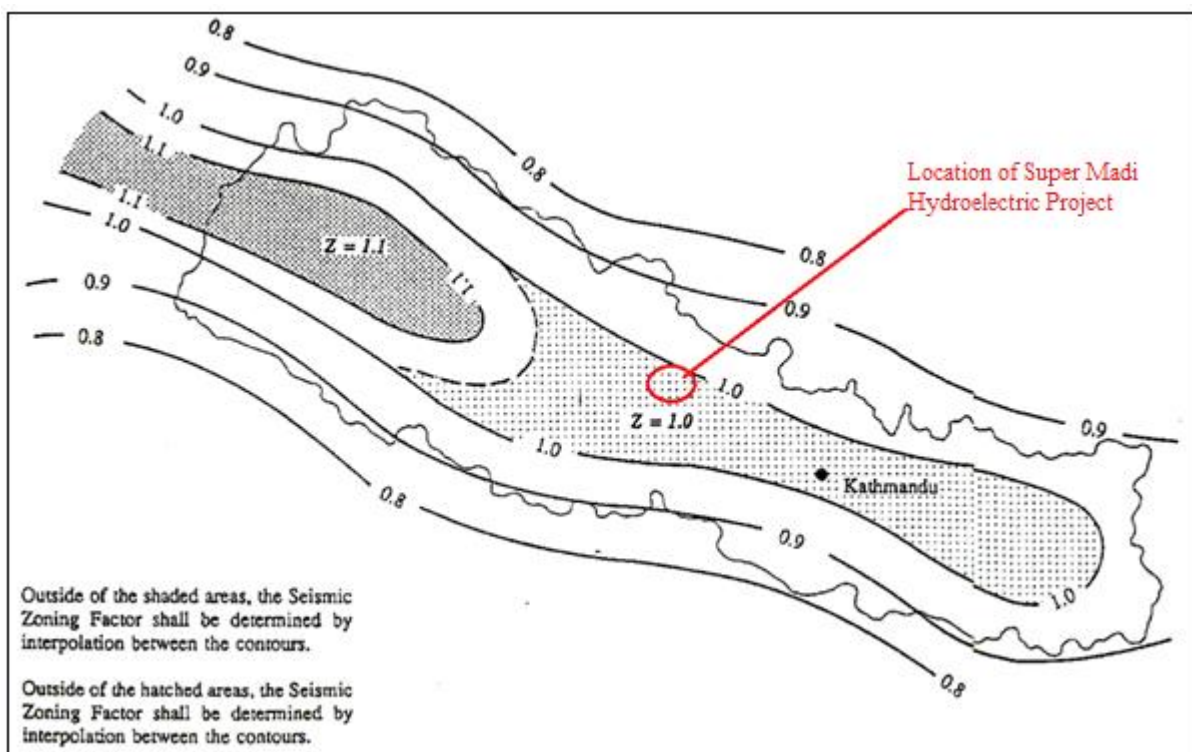 0.8
0.9
1.0
1.1
1.1
1.0
0.9
0.8
Z = 1.1
1.1
Location of Super Madi
Hydroelectric Project
0.8
0.9
1.0
Z = 1.0
1.0
0.9
Kathmandu
0.8
0.9
1.0
0.8
Outside of the shaded areas, the Seismic
Zoning Factor shall be determined by
interpolation between the contours.
Outside of the hatched areas, the Seismic
Zoning Factor shall be determined by
interpolation between the contours.